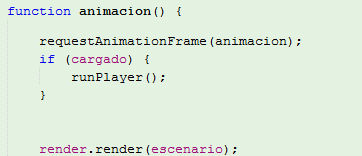 function animacion() {
requestAnimationFrame(animacion);
if (cargado) {
runPlayer();
}
render.render(escenario);